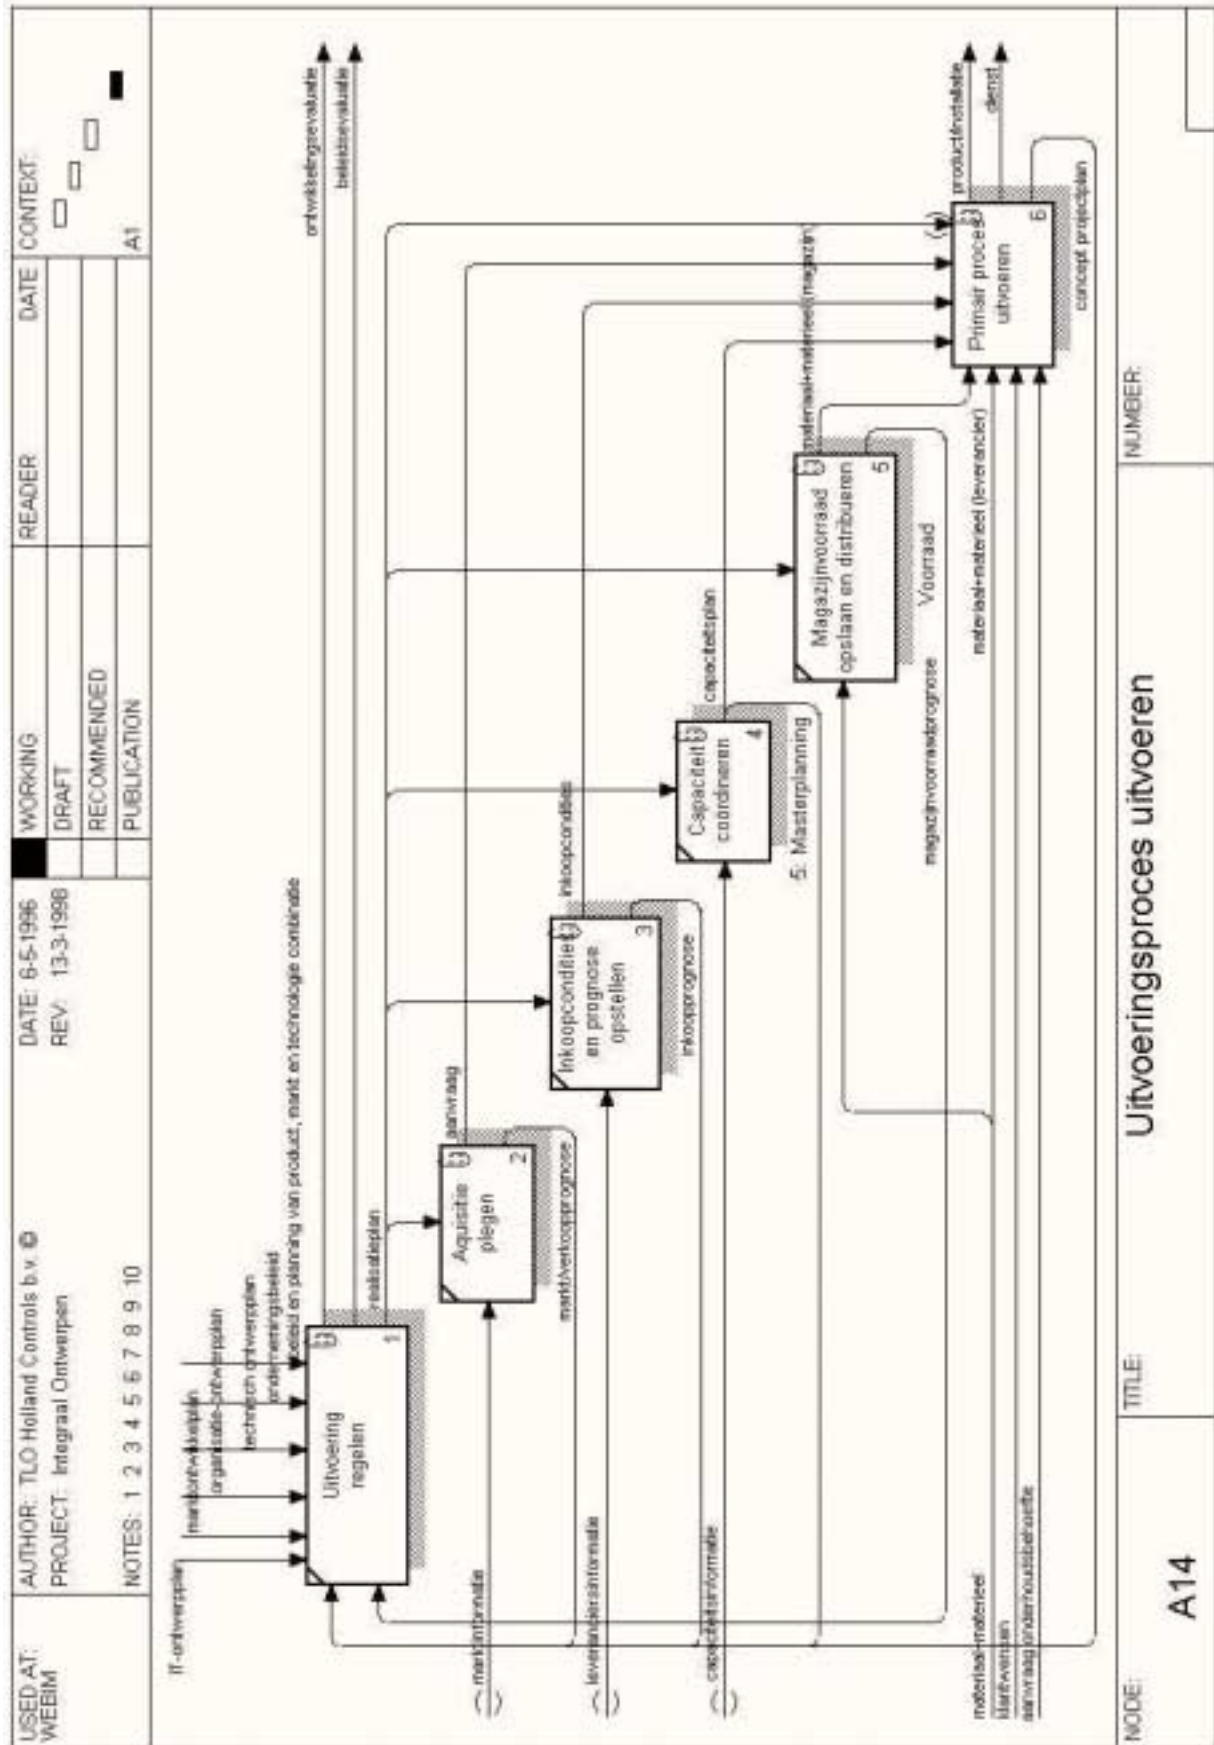 USED AT:
WEBIM
AUTHOR: TLO Holland Controls b.v. ©
PROJECT: Integraal Ontwerpen
NOTES: 1 2 3 4 5 6 7 8 9 10
DATE: 6-5-1996
REV: 13-3-1998
WORKING
DRAFT
RECOMMENDED
PUBLICATION
READER
DATE
CONTEXT:
A1
IT-ontwerpplan
marktontwikkelplan
organisatie-ontwerpplan
technisch ontwerpplan
ondernemingsbeleid
beleid en planning van product, markt en technologie combinatie
ontwikkelingsevaluatie
beleidsevaluatie
realisatieplan
Uitvoering
regelen
1
aanvraag
Aquisitie
plegen
2
marktinformatie
markt/verkoopprognose
inkoopcondities
Inkoopcondities
en prognose
opstellen
3
leveranciersinformatie
inkoopprognose
capaciteitsplan
Capaciteit
coordineren
4
capaciteitsinformatie
5: Masterplanning
materiaal+materieel(magazijn)
Magazijnvoorraad
opslaan en distribueren
5
Voorraad
magazijnvoorraadprognose
materiaal+materieel (leverancier)
Primair proces
uitvoeren
6
product/installatie
dienst
concept projectplan
materiaal+materieel
klantwensen
aanvraag onderhoudsbehoefte
NODE:
A14
TITLE:
Uitvoeringsproces uitvoeren
NUMBER: